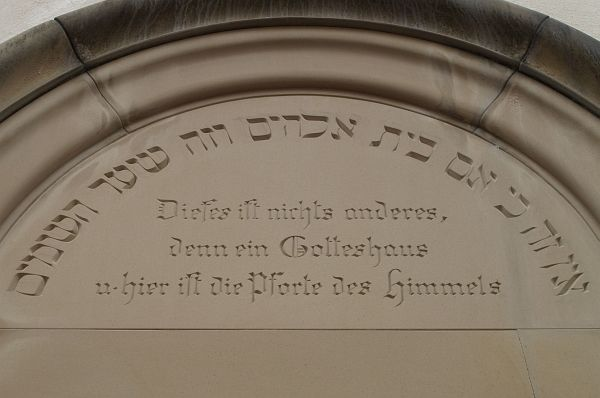 אין זה כי אם בית אלהים וזה שער השמים
Dieses ist nichts anderes,
denn ein Gotteshaus
u. hier ist die Pforte des Himmels